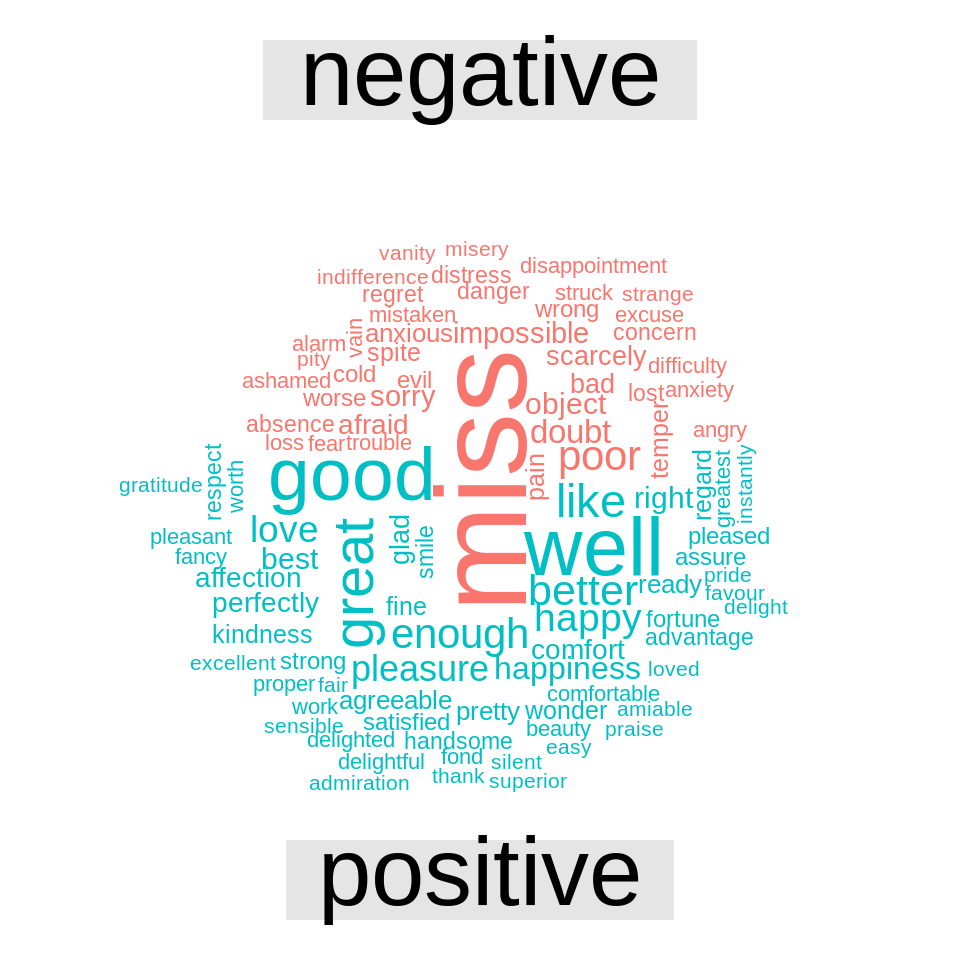 negative
vanity misery
indifference distress disappointment
regret danger struck strange
mistaken wrong excuse
vain anxious impossible concern
alarm pity spite scarcely difficulty
ashamed cold evil bad lost anxiety
worse sorry object
absence afraid doubt temper angry
loss fear trouble miss pain poor
good like right regard greatest instantly
gratitude respect worth
pleasant love great glad smile well pleased
fancy best assure
affection better ready pride
perfectly fine happy fortune favour delight
kindness enough comfort advantage
excellent strong pleasure happiness loved
proper fair comfortable
work agreeable pretty wonder amiable
sensible satisfied beauty praise
delighted handsome easy
delightful fond silent
admiration thank superior
positive